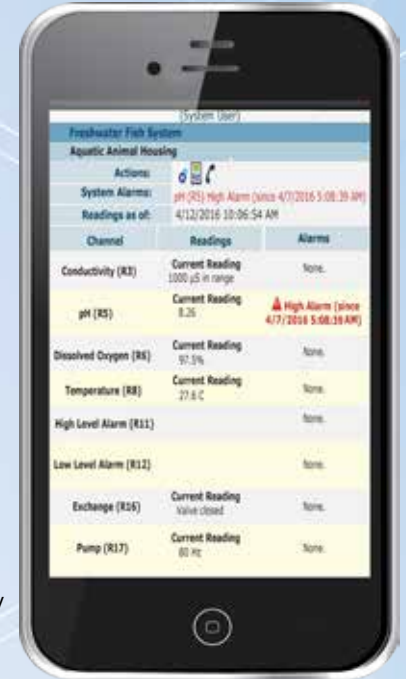 (System User)
Freshwater Fish System
Aquatic Animal Housing
Actions:
System Alarms: pH (R5) High Alarm (since 4/7/2016 5:08:39 AM)
Readings as of: 4/12/2016 10:06:54 AM
Channel Readings Alarms
Conductivity (R3) Current Reading 1000 µS in range None.
pH (R5) Current Reading 8.26 High Alarm (since 4/7/2016 5:08:39 AM)
Dissolved Oxygen (R6) Current Reading 97.5% None.
Temperature (R8) Current Reading 27.6 C None.
High Level Alarm (R11) None.
Low Level Alarm (R12) None.
Exchange (R16) Current Reading Valve closed None.
Pump (R17) Current Reading 60 Hz None.
y